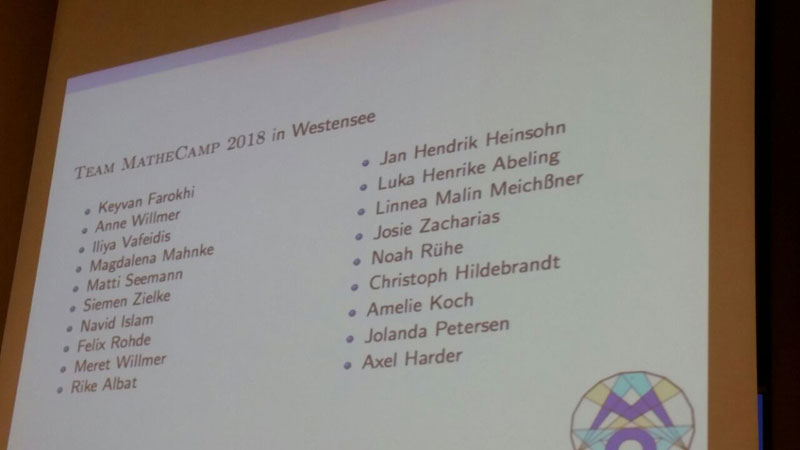 Team MatheCamp 2018 in Westensee
Keyvan Farokhi
Anne Willmer
Iliya Vafeidis
Magdalena Mahnke
Matti Seemann
Siemen Zielke
Navid Islam
Felix Rohde
Meret Willmer
Rike Albat
Jan Hendrik Heinsohn
Luka Henrike Abeling
Linnea Malin Meichßner
Josie Zacharias
Noah Rühe
Christoph Hildebrandt
Amelie Koch
Jolanda Petersen
Axel Harder